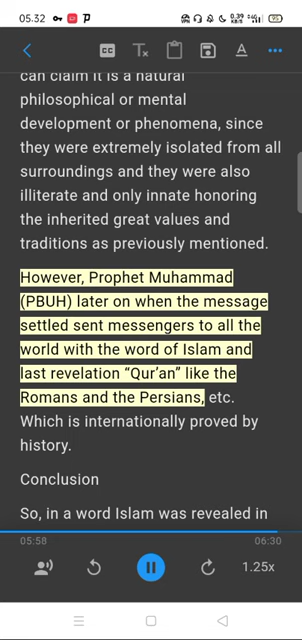 05.32
0.39
KB/s
can claim it is a natural
philosophical or mental
development or phenomena, since
they were extremely isolated from all
surroundings and they were also
illiterate and only innate honoring
the inherited great values and
traditions as previously mentioned.
However, Prophet Muhammad
(PBUH) later on when the message
settled sent messengers to all the
world with the word of Islam and
last revelation “Qur’an” like the
Romans and the Persians, etc.
Which is internationally proved by
history.
Conclusion
So, in a word Islam was revealed in
05:58
06:30
1.25x